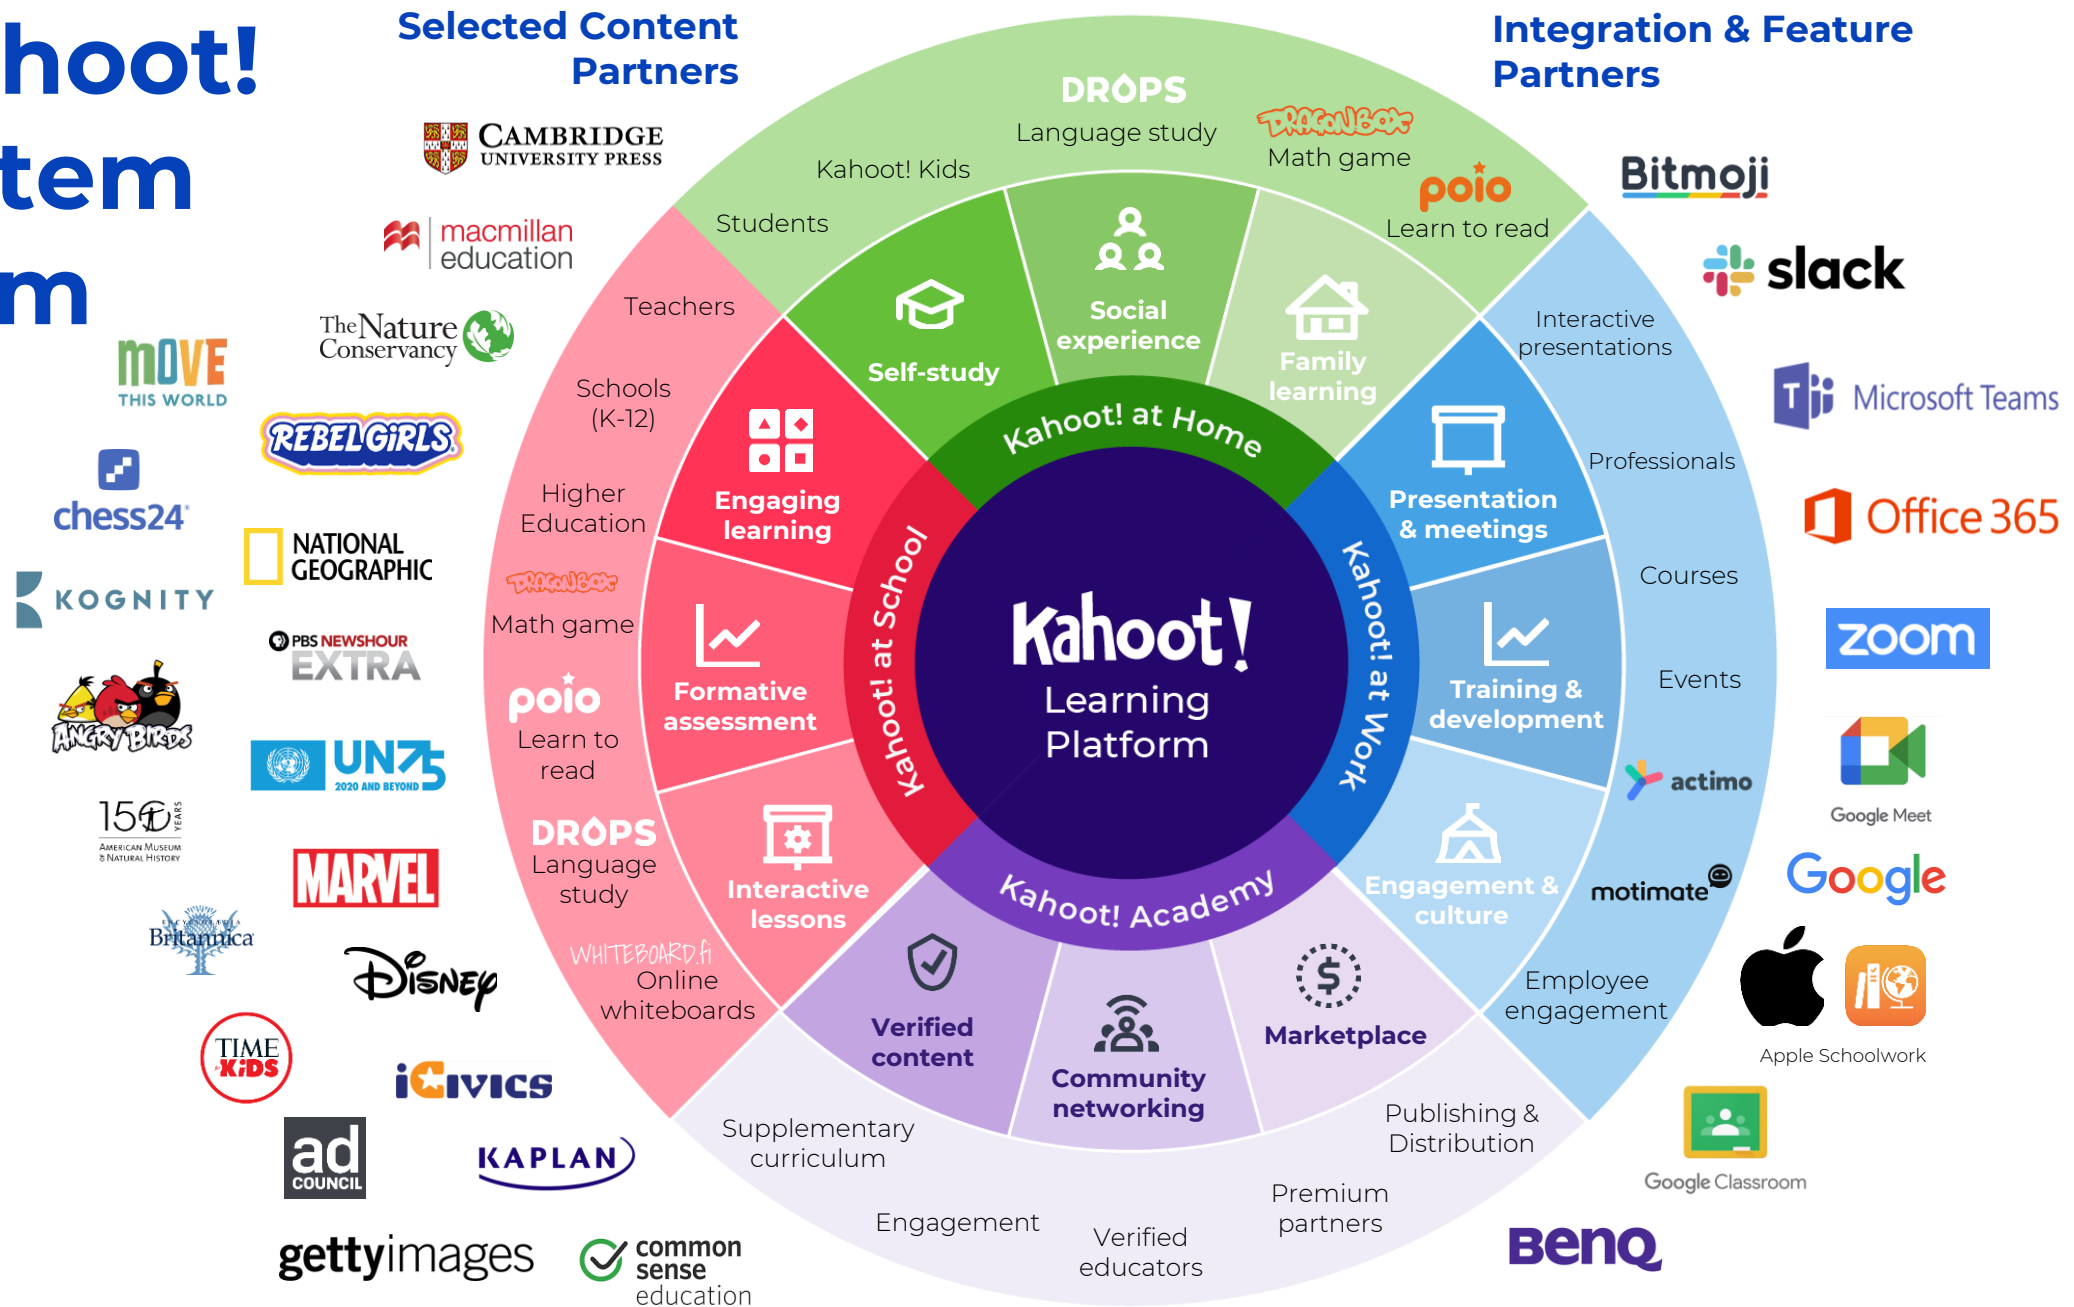 hoot!
tem
m
Selected Content
Partners
Integration & Feature
Partners
CAMBRIDGE
UNIVERSITY PRESS
macmillan
education
The Nature
Conservancy
MOVE
THIS WORLD
REBEL GiRLS
chess24
NATIONAL
GEOGRAPHIC
KOGNITY
PBS NEWSHOUR
EXTRA
ANGRY BIRDS
UN75
2020 AND BEYOND
150 YEARS
AMERICAN MUSEUM
& NATURAL HISTORY
MARVEL
ENCYCLOPÆDIA
Britannica
DISNEY
TIME
for KiDS
iCIVICS
ad
COUNCIL
KAPLAN
gettyimages
common
sense
education
DROPS
Language study
DRAGONBOX
Math game
poio
Learn to read
Kahoot! Kids
Students
Self-study
Social
experience
Family
learning
Kahoot! at Home
Teachers
Schools
(K-12)
Higher
Education
DRAGONBOX
Math game
poio
Learn to
read
DROPS
Language
study
WHITEBOARD.fi
Online
whiteboards
Engaging
learning
Formative
assessment
Interactive
lessons
Kahoot! at School
Kahoot!
Learning
Platform
Kahoot! at Work
Presentation
& meetings
Training &
development
Engagement &
culture
Interactive
presentations
Professionals
Courses
Events
actimo
motimate
Employee
engagement
Kahoot! Academy
Verified
content
Community
networking
Marketplace
Supplementary
curriculum
Engagement
Verified
educators
Premium
partners
Publishing &
Distribution
Bitmoji
slack
T
Microsoft Teams
Office 365
zoom
Google Meet
Google
Apple Schoolwork
Google Classroom
BenQ